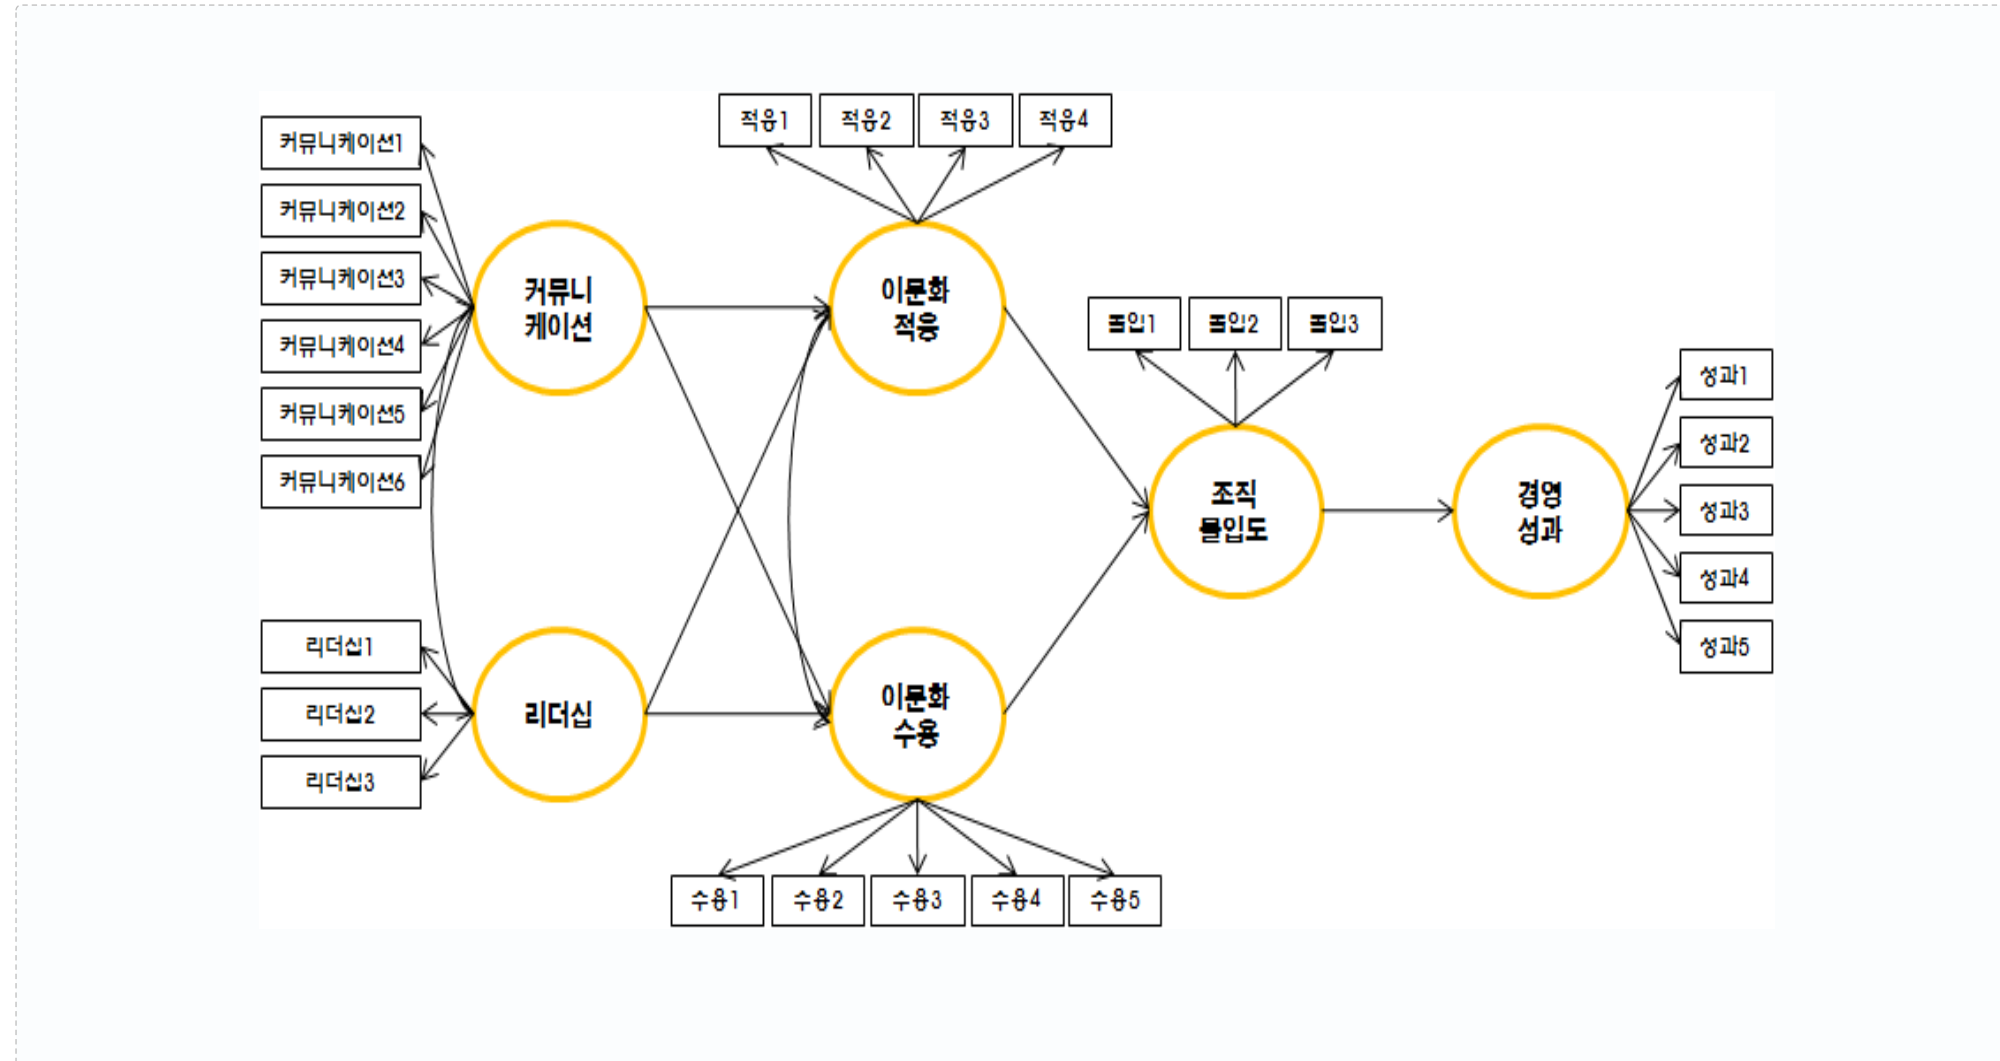 적응1
적응2
적응3
적응4
커뮤니케이션1
커뮤니케이션2
커뮤니케이션3
커뮤니케이션4
커뮤니케이션5
커뮤니케이션6
커뮤니
케이션
이문화
적응
몰입1
몰입2
몰입3
성과1
성과2
성과3
성과4
성과5
조직
몰입도
경영
성과
리더십1
리더십2
리더십3
리더십
이문화
수용
수용1
수용2
수용3
수용4
수용5